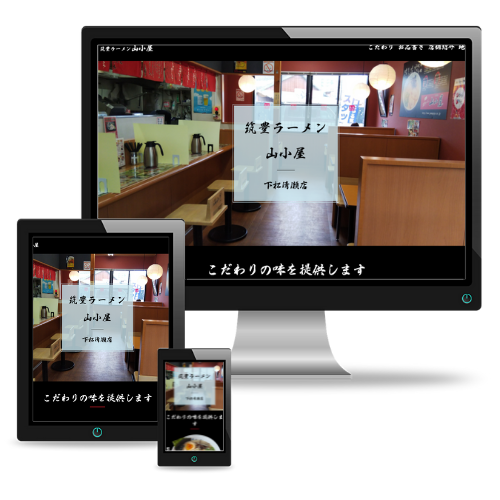 筑豊ラーメン山小屋
こだわり お品書き 店舗紹介 地
筑豊ラーメン
山小屋
下松清瀬店
こだわりの味を提供します
屋
筑豊ラーメン
山小屋
下松清瀬店
こだわりの味を提供します
筑豊ラーメン
山小屋
下松清瀬店
こだわりの味を提供しま
す